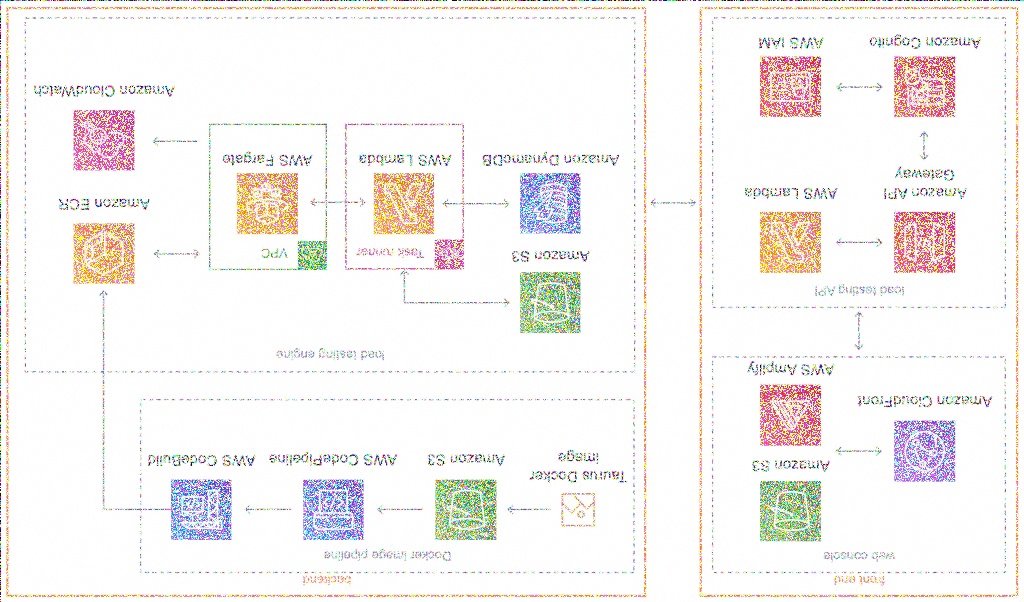 front end
web console
Amazon CloudFront
Amazon S3
AWS Amplify
load testing API
Amazon API
Gateway
AWS Lambda
Amazon Cognito
AWS IAM
backend
Docker image pipeline
Taurus Docker
image
Amazon S3
AWS CodePipeline
AWS CodeBuild
load testing engine
Amazon S3
Amazon DynamoDB
Task runner
AWS Lambda
VPC
AWS Fargate
Amazon ECR
Amazon CloudWatch